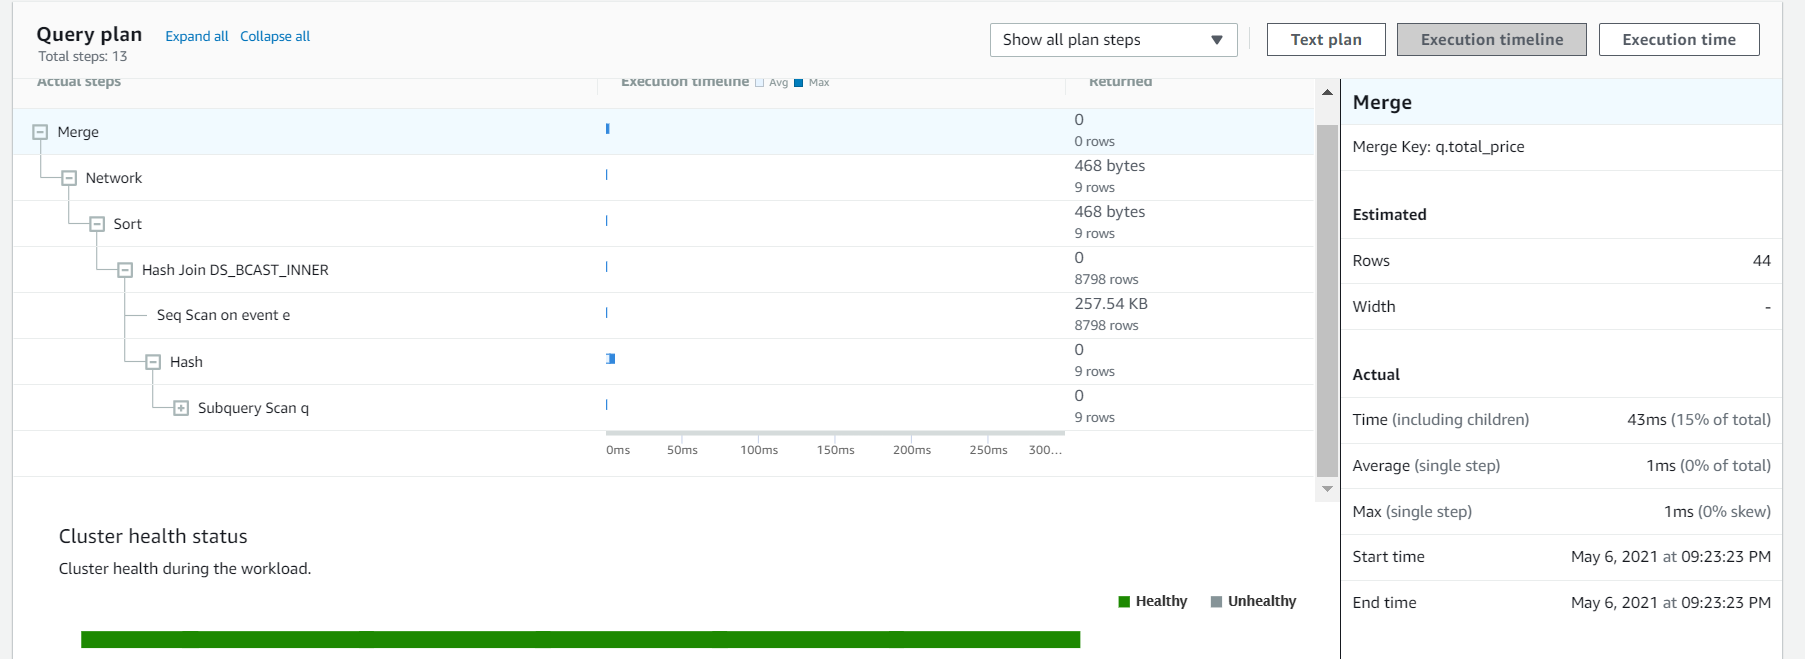 Query plan Expand all Collapse all
Total steps: 13
Show all plan steps
Text plan
Execution timeline
Execution time
Actual steps Execution timeline Avg Max Returned
Merge 0
0 rows
Network 468 bytes
9 rows
Sort 468 bytes
9 rows
Hash Join DS_BCAST_INNER 0
8798 rows
Seq Scan on event e 257.54 KB
8798 rows
Hash 0
9 rows
Subquery Scan q 0
9 rows
0ms 50ms 100ms 150ms 200ms 250ms 300...
Cluster health status
Cluster health during the workload.
Healthy Unhealthy
Merge
Merge Key: q.total_price
Estimated
Rows 44
Width -
Actual
Time (including children) 43ms (15% of total)
Average (single step) 1ms (0% of total)
Max (single step) 1ms (0% skew)
Start time May 6, 2021 at 09:23:23 PM
End time May 6, 2021 at 09:23:23 PM